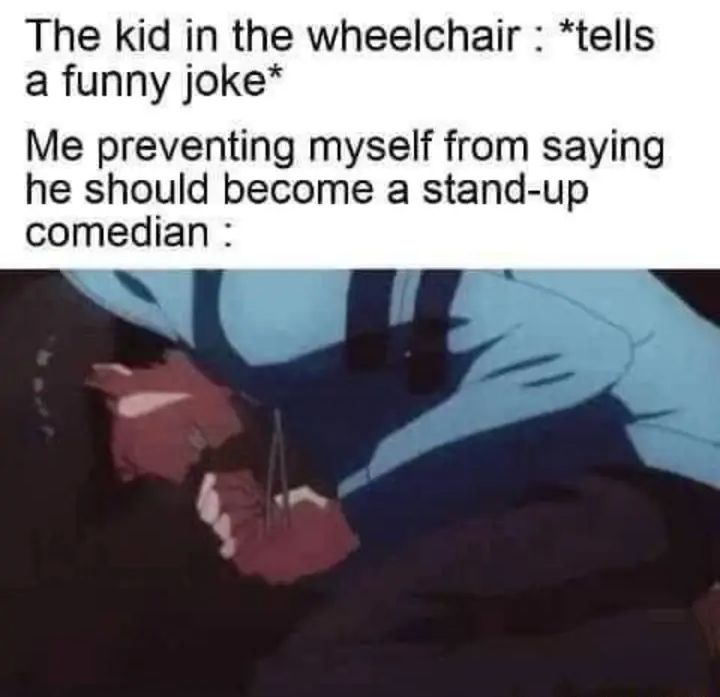 The kid in the wheelchair : *tells
a funny joke*
Me preventing myself from saying
he should become a stand-up
comedian :